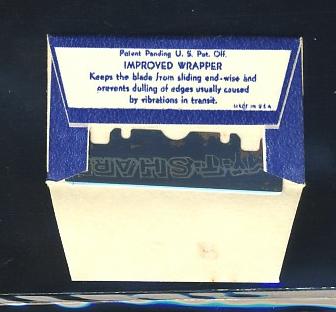 Patent Pending U. S. Pat. Off.
IMPROVED WRAPPER
Keeps the blade from sliding end-wise and
prevents dulling of edges usually caused
by vibrations in transit.
MADE IN U.S.A.
Y-T-SHAR